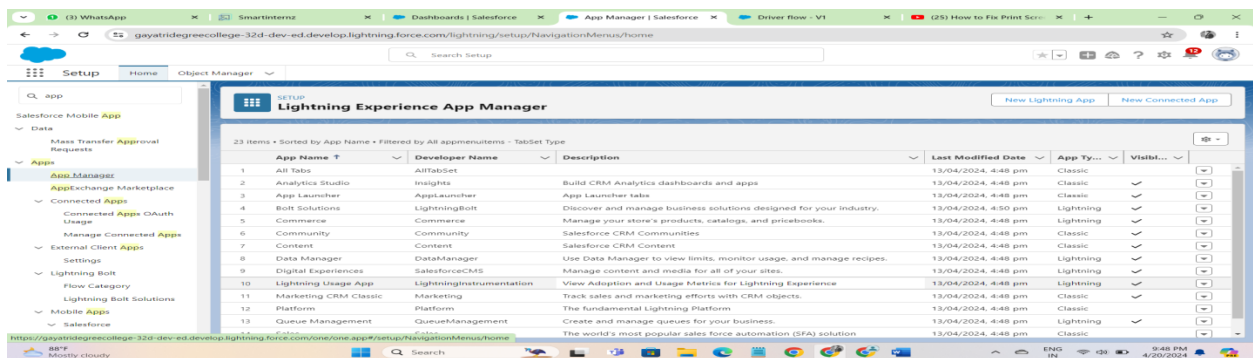 (3) WhatsApp
Smartinternz
Dashboards | Salesforce
App Manager | Salesforce
Driver flow - V1
(25) How to Fix Print Scre
gayatridegreecollege-32d-dev-ed.develop.lightning.force.com/lightning/setup/NavigationMenus/home
Search Setup
12
Setup Home Object Manager
app
Salesforce Mobile App
Data
Mass Transfer Approval
Requests
Apps
App Manager
AppExchange Marketplace
Connected Apps
Connected Apps OAuth
Usage
Manage Connected Apps
External Client Apps
Settings
Lightning Bolt
Flow Category
Lightning Bolt Solutions
Mobile Apps
Salesforce
SETUP
Lightning Experience App Manager
New Lightning App New Connected App
23 items • Sorted by App Name • Filtered by All appmenuitems - TabSet Type
App Name Developer Name Description Last Modified Date App Ty... Visibl...
1 All Tabs AllTabSet 13/04/2024, 4:48 pm Classic
2 Analytics Studio Insights Build CRM Analytics dashboards and apps 13/04/2024, 4:48 pm Classic
3 App Launcher AppLauncher App Launcher tabs 13/04/2024, 4:48 pm Classic
4 Bolt Solutions LightningBolt Discover and manage business solutions designed for your industry. 13/04/2024, 4:50 pm Lightning
5 Commerce Commerce Manage your store's products, catalogs, and pricebooks. 13/04/2024, 4:48 pm Lightning
6 Community Community Salesforce CRM Communities 13/04/2024, 4:48 pm Classic
7 Content Content Salesforce CRM Content 13/04/2024, 4:48 pm Classic
8 Data Manager DataManager Use Data Manager to view limits, monitor usage, and manage recipes. 13/04/2024, 4:48 pm Lightning
9 Digital Experiences SalesforceCMS Manage content and media for all of your sites. 13/04/2024, 4:48 pm Lightning
10 Lightning Usage App LightningInstrumentation View Adoption and Usage Metrics for Lightning Experience 13/04/2024, 4:48 pm Lightning
11 Marketing CRM Classic Marketing Track sales and marketing efforts with CRM objects. 13/04/2024, 4:48 pm Classic
12 Platform Platform The fundamental Lightning Platform 13/04/2024, 4:48 pm Classic
13 Queue Management QueueManagement Create and manage queues for your business. 13/04/2024, 4:48 pm Lightning
The world's most popular sales force automation (SFA) solution 13/04/2024, 4:48 pm Classic
https://gayatridegreecollege-32d-dev-ed.develop.lightning.force.com/one/one.app#/setup/NavigationMenus/home
88°F
Mostly cloudy
Search
ENG
IN
9:48 PM
4/20/2024